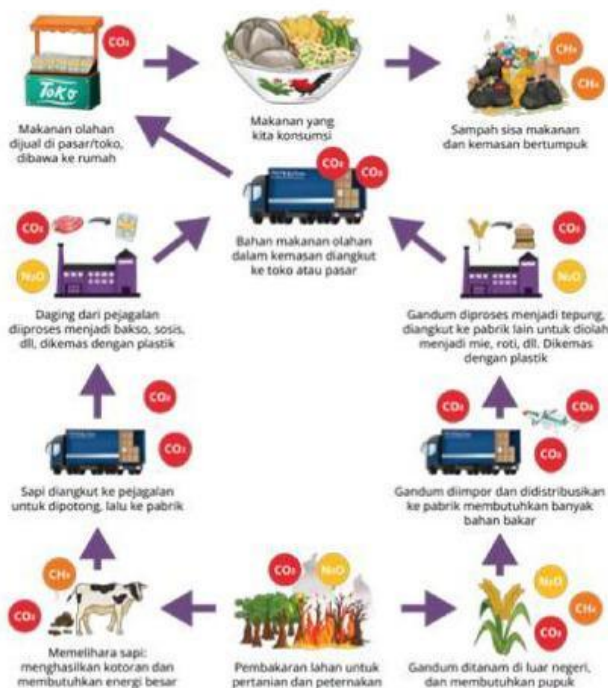 CO₂
TOKO
Makanan olahan
dijual di pasar/toko,
dibawa ke rumah
Makanan yang
kita konsumsi
CH₄
CH₄
Sampah sisa makanan
dan kemasan bertumpuk
CO₂
CO₂
Bahan makanan olahan
dalam kemasan diangkut
ke toko atau pasar
CO₂
N₂O
Daging dari pejagalan
diiproses menjadi bakso, sosis,
dll, dikemas dengan plastik
CO₂
N₂O
Gandum diproses menjadi tepung,
diangkut ke pabrik lain untuk diolah
menjadi mie, roti, dll. Dikemas
dengan plastik
CO₂
CO₂
Sapi diangkut ke pejagalan
untuk dipotong, lalu ke pabrik
CO₂
CO₂
CO₂
Gandum diimpor dan didistribusikan
ke pabrik membutuhkan banyak
bahan bakar
CH₄
CO₂
Memelihara sapi:
menghasilkan kotoran dan
membutuhkan energi besar
CO₂
N₂O
Pembakaran lahan untuk
pertanian dan peternakan
N₂O
CH₄
CO₂
Gandum ditanam di luar negeri,
dan membutuhkan pupuk